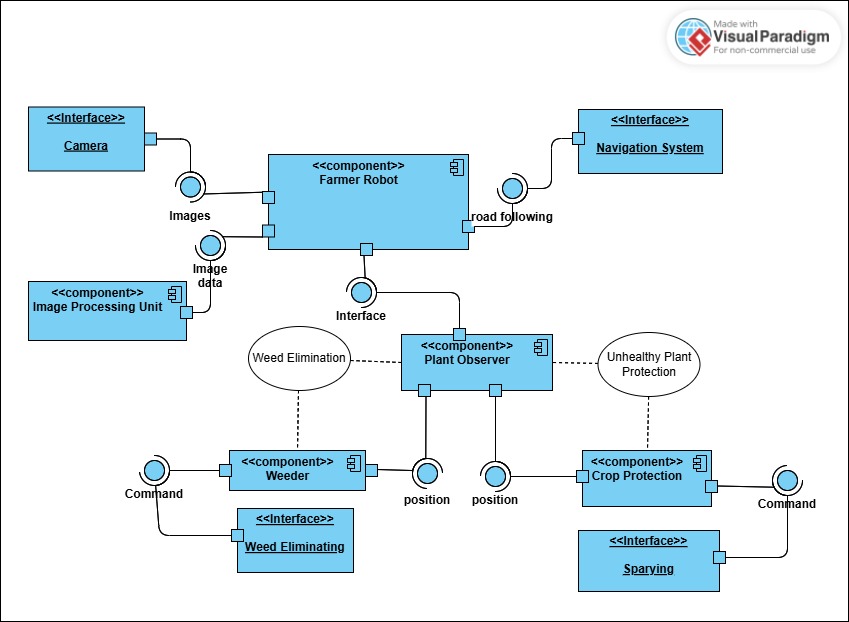 Made with
Visual Paradigm
For non-commercial use
<<Interface>>
Camera
<<Interface>>
Navigation System
<<component>>
Farmer Robot
Images
road following
Image
data
<<component>>
Image Processing Unit
Interface
<<component>>
Plant Observer
Weed Elimination
Unhealthy Plant
Protection
<<component>>
Weeder
<<component>>
Crop Protection
Command
position
position
Command
<<Interface>>
Weed Eliminating
<<Interface>>
Sparying